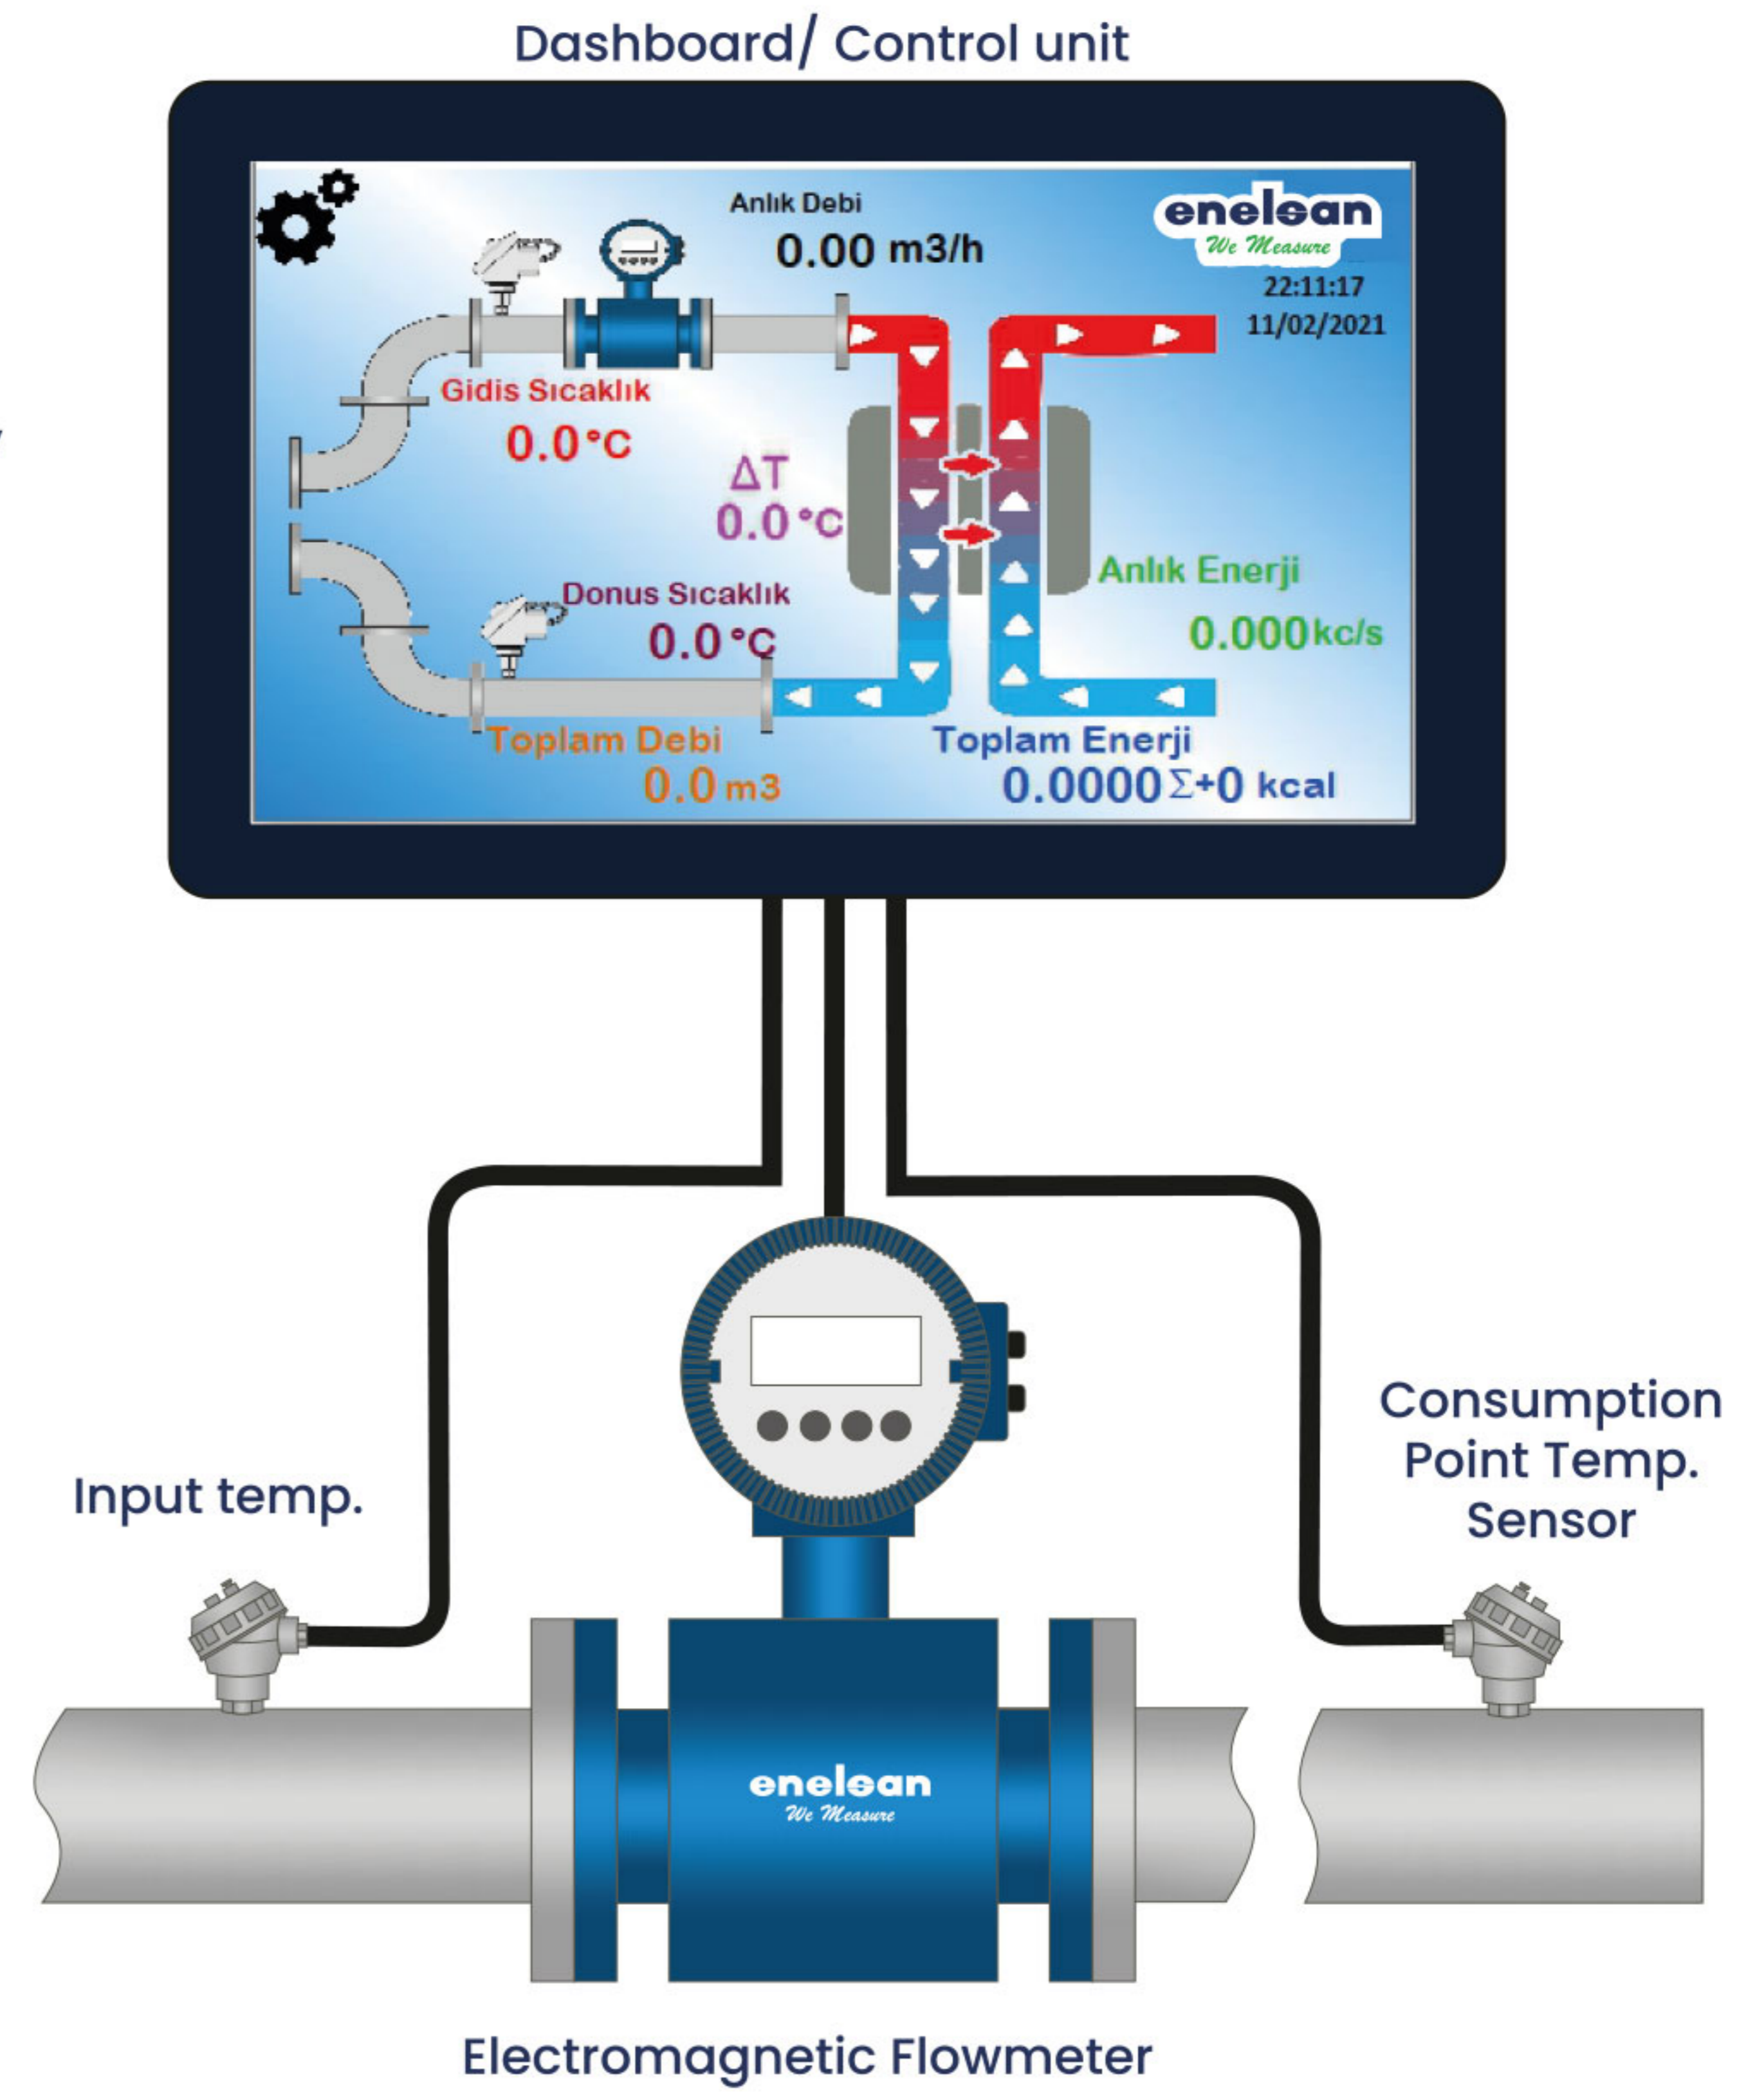 Dashboard/ Control unit
Anlık Debi
0.00 m3/h
enelsan
We Measure
22:11:17
11/02/2021
Gidis Sıcaklık
0.0°C
ΔT
0.0°C
Donus Sıcaklık
0.0°C
Anlık Enerji
0.000kc/s
Toplam Debi
0.0 m3
Toplam Enerji
0.0000Σ+0 kcal
Input temp.
Consumption
Point Temp.
Sensor
enelsan
We Measure
Electromagnetic Flowmeter